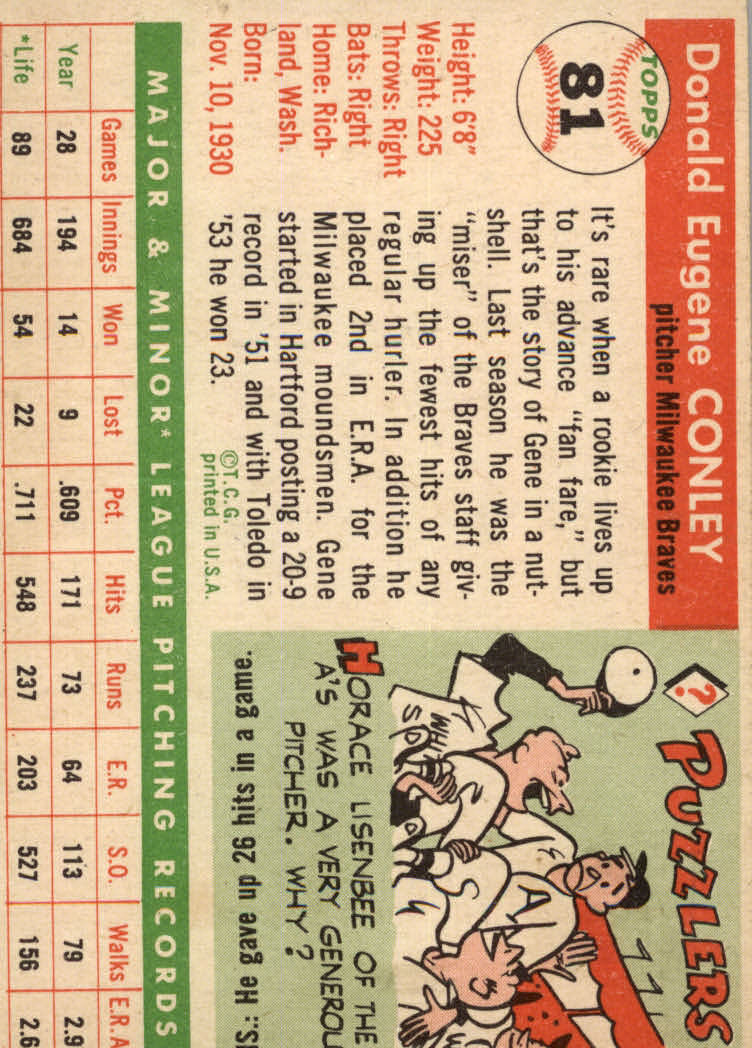 Donald Eugene CONLEY
pitcher Milwaukee Braves
TOPPS
81
Height: 6'8"
Weight: 225
Throws: Right
Bats: Right
Home: Rich-
land, Wash.
Born:
Nov. 10, 1930
It's rare when a rookie lives up
to his advance "fan fare," but
that's the story of Gene in a nut-
shell. Last season he was the
"miser" of the Braves staff giv-
ing up the fewest hits of any
regular hurler. In addition he
placed 2nd in E.R.A. for the
Milwaukee moundsmen. Gene
started in Hartford posting a 20-9
record in '51 and with Toledo in
'53 he won 23.
©T.C.G.
printed in U.S.A.
?
PUZZLERS
A
HORACE LISENBEE OF THE
A'S WAS A VERY GENEROU
PITCHER. WHY?
S.: He gave up 26 hits in a game.
MAJOR & MINOR* LEAGUE PITCHING RECORDS
Games Innings Won Lost Pct. Hits Runs E.R. S.O. Walks E.R.A
Year 28 194 14 9 .609 171 73 64 113 79 2.9
*Life 89 684 54 22 .711 548 237 203 527 156 2.6